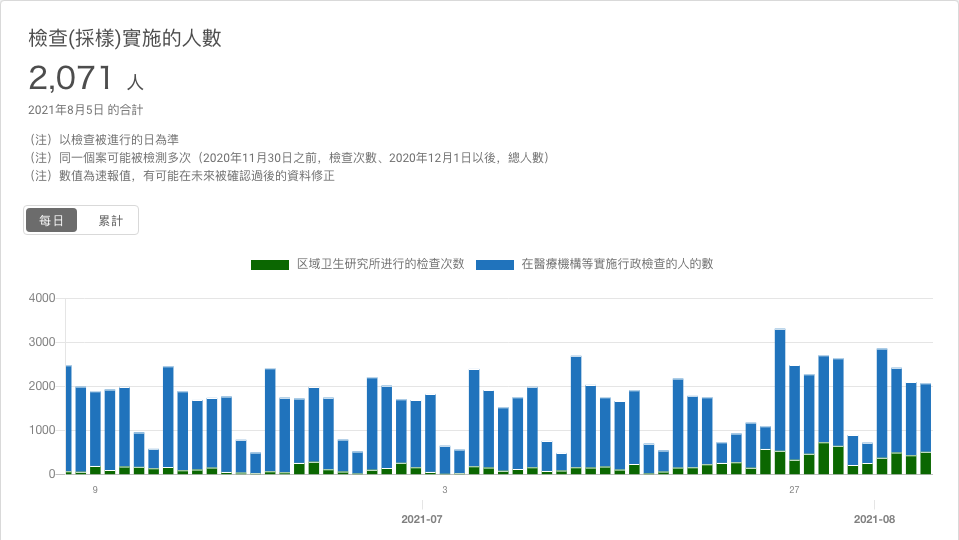 檢查(採樣)實施的人數
2,071 人
2021年8月5日 的合計
（注）以檢查被進行的日為準
（注）同一個案可能被檢測多次（2020年11月30日之前，檢查次數、2020年12月1日以後，總人數）
（注）數值為速報值，有可能在未來被確認過後的資料修正
每日 累計
区域卫生研究所进行的检查次数 在醫療機構等實施行政檢查的人的數
4000
3000
2000
1000
0
9 3 27
2021-07 2021-08